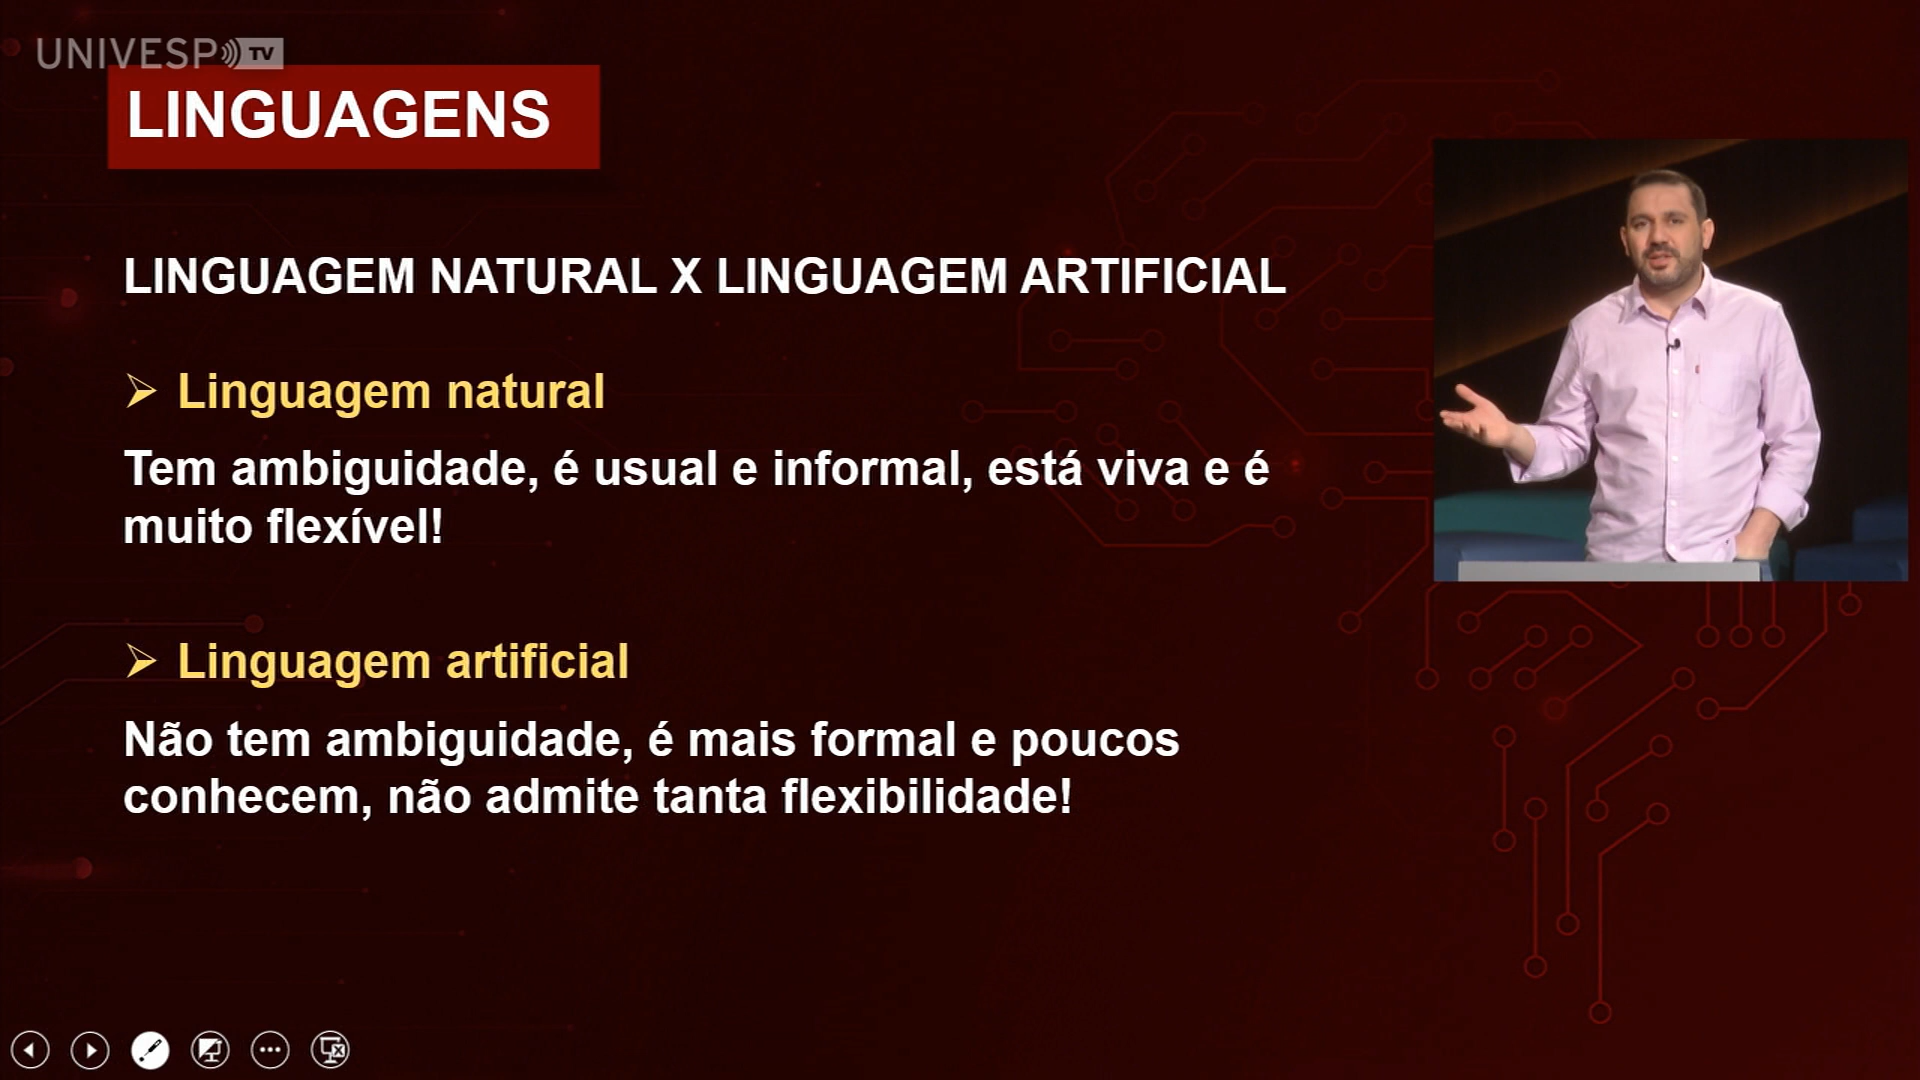 UNIVESP TV
LINGUAGENS
LINGUAGEM NATURAL X LINGUAGEM ARTIFICIAL
➢ Linguagem natural
Tem ambiguidade, é usual e informal, está viva e é
muito flexível!
➢ Linguagem artificial
Não tem ambiguidade, é mais formal e poucos
conhecem, não admite tanta flexibilidade!